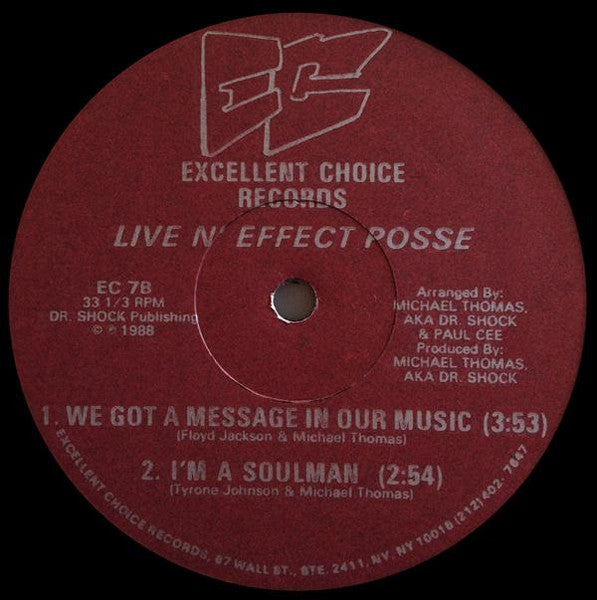 EC
EXCELLENT CHOICE
RECORDS
LIVE N' EFFECT POSSE
EC 7B
33 1/3 RPM
DR. SHOCK Publishing
© ℗ 1988
Arranged By:
MICHAEL THOMAS,
AKA DR. SHOCK
& PAUL CEE
Produced By:
MICHAEL THOMAS,
AKA DR. SHOCK
1. WE GOT A MESSAGE IN OUR MUSIC (3:53)
(Floyd Jackson & Michael Thomas)
2. I'M A SOULMAN (2:54)
(Tyrone Johnson & Michael Thomas)
EXCELLENT CHOICE RECORDS, 67 WALL ST., STE. 2411, NY, NY 10018 (212) 402-7647